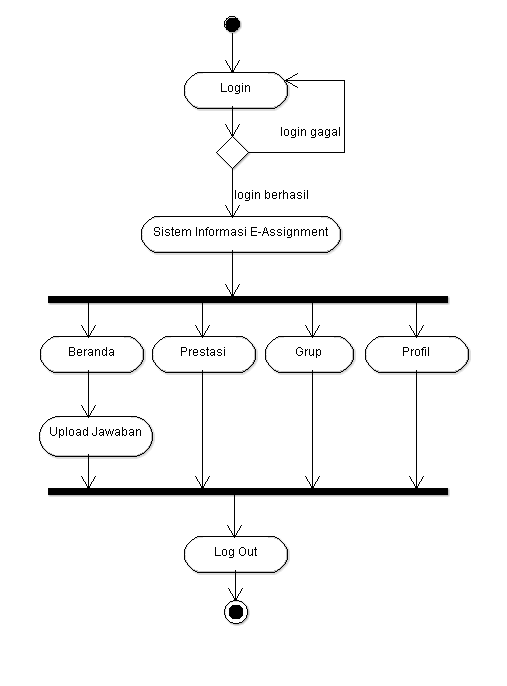 Login
login gagal
login berhasil
Sistem Informasi E-Assignment
Beranda
Prestasi
Grup
Profil
Upload Jawaban
Log Out